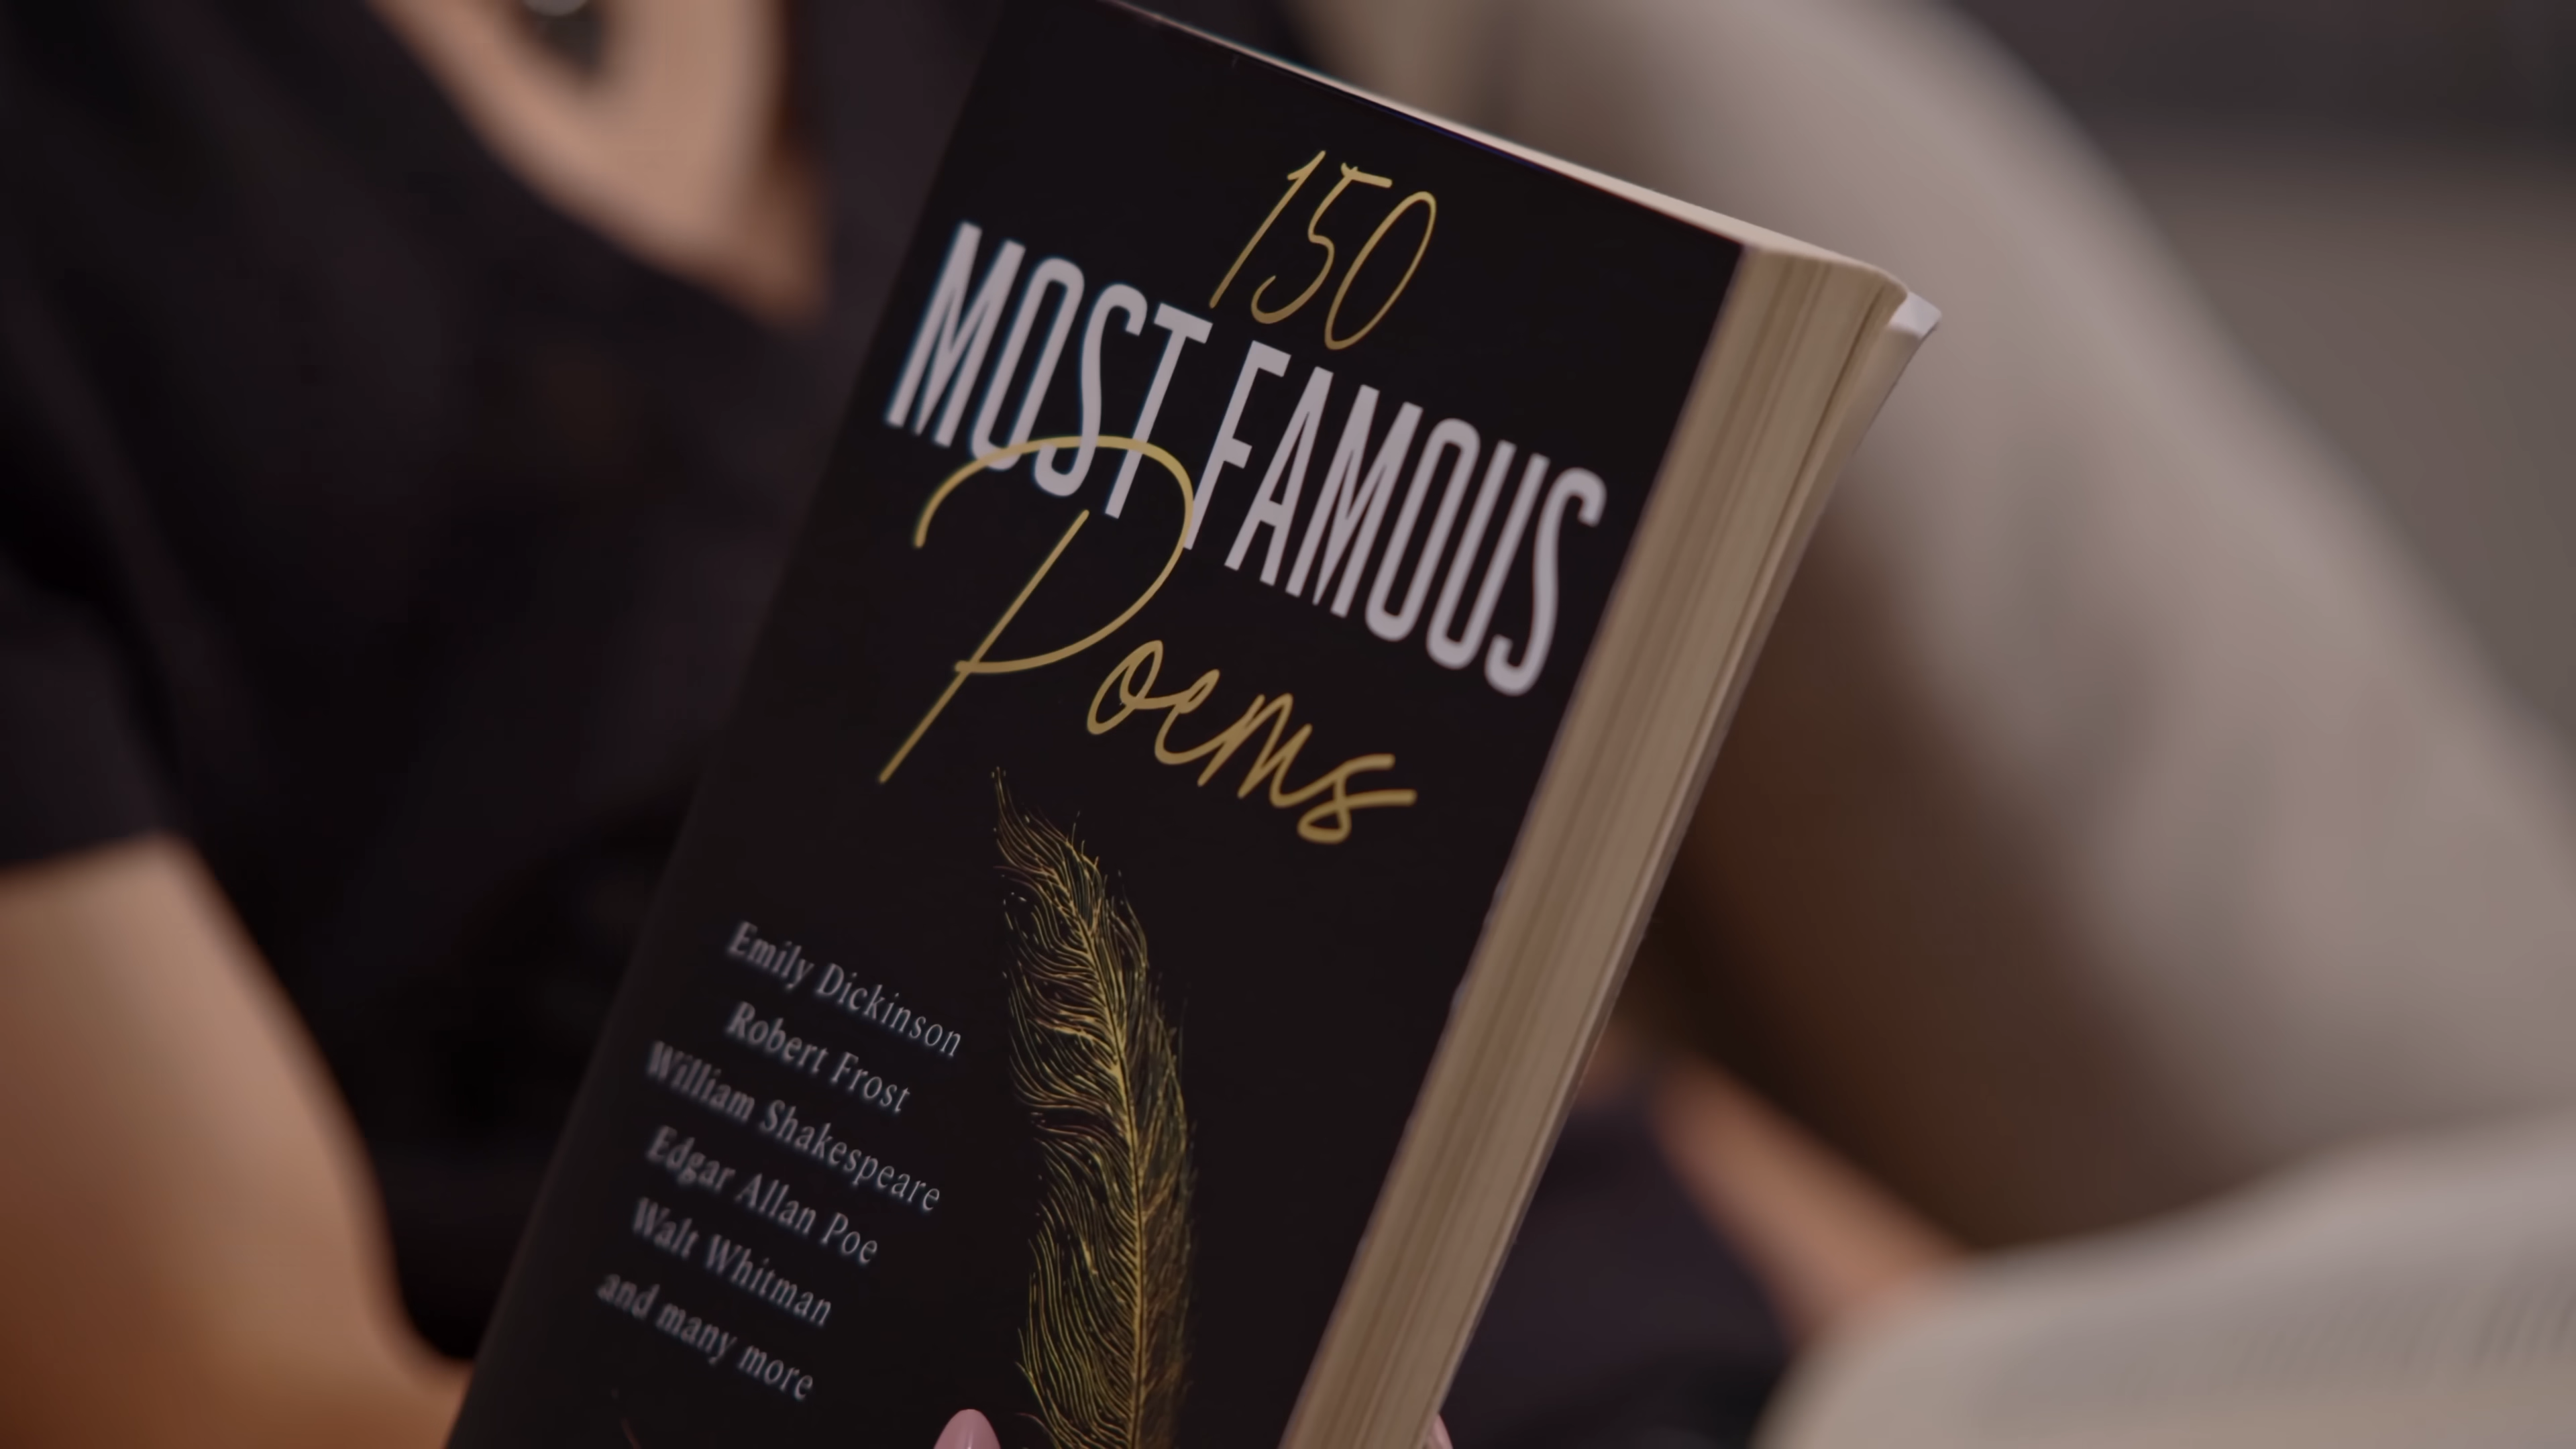 150
MOST FAMOUS
Poems
Emily Dickinson
Robert Frost
William Shakespeare
Edgar Allan Poe
Walt Whitman
and many more